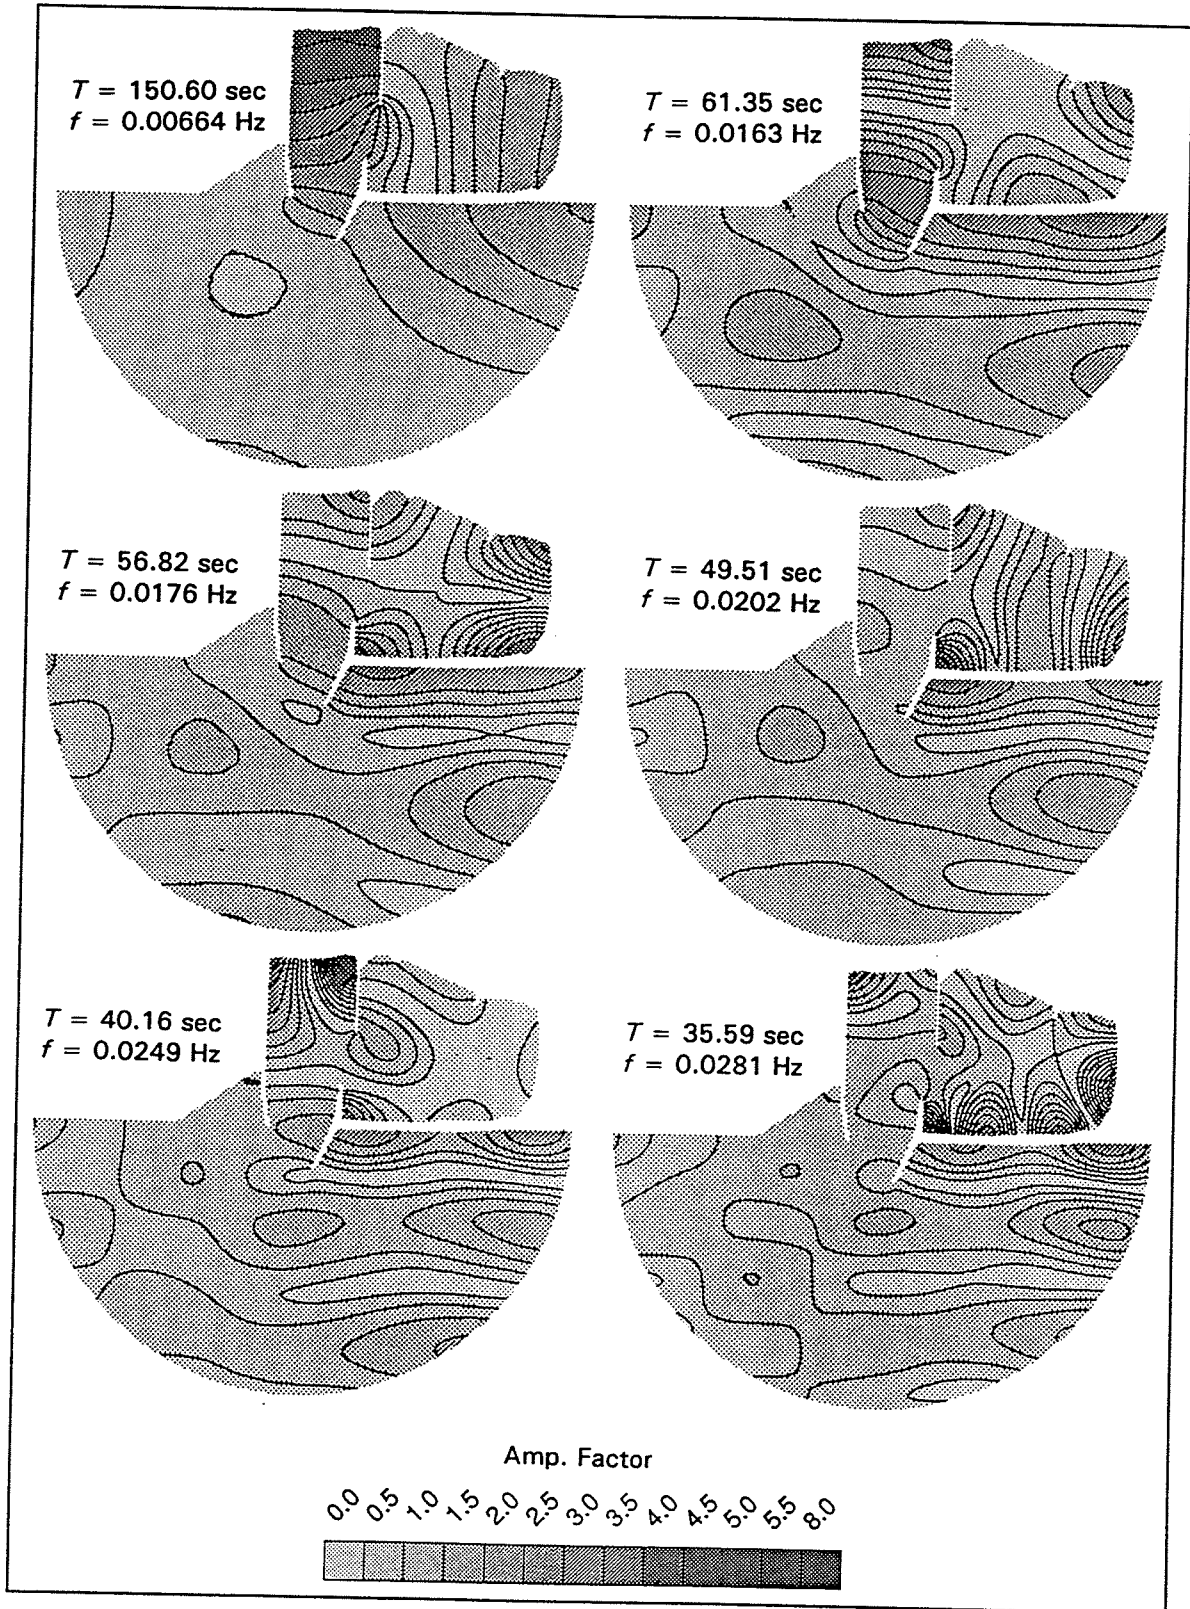 T = 150.60 sec
f = 0.00664 Hz
T = 61.35 sec
f = 0.0163 Hz
T = 56.82 sec
f = 0.0176 Hz
T = 49.51 sec
f = 0.0202 Hz
T = 40.16 sec
f = 0.0249 Hz
T = 35.59 sec
f = 0.0281 Hz
Amp. Factor
0.0 0.5 1.0 1.5 2.0 2.5 3.0 3.5 4.0 4.5 5.0 5.5 8.0